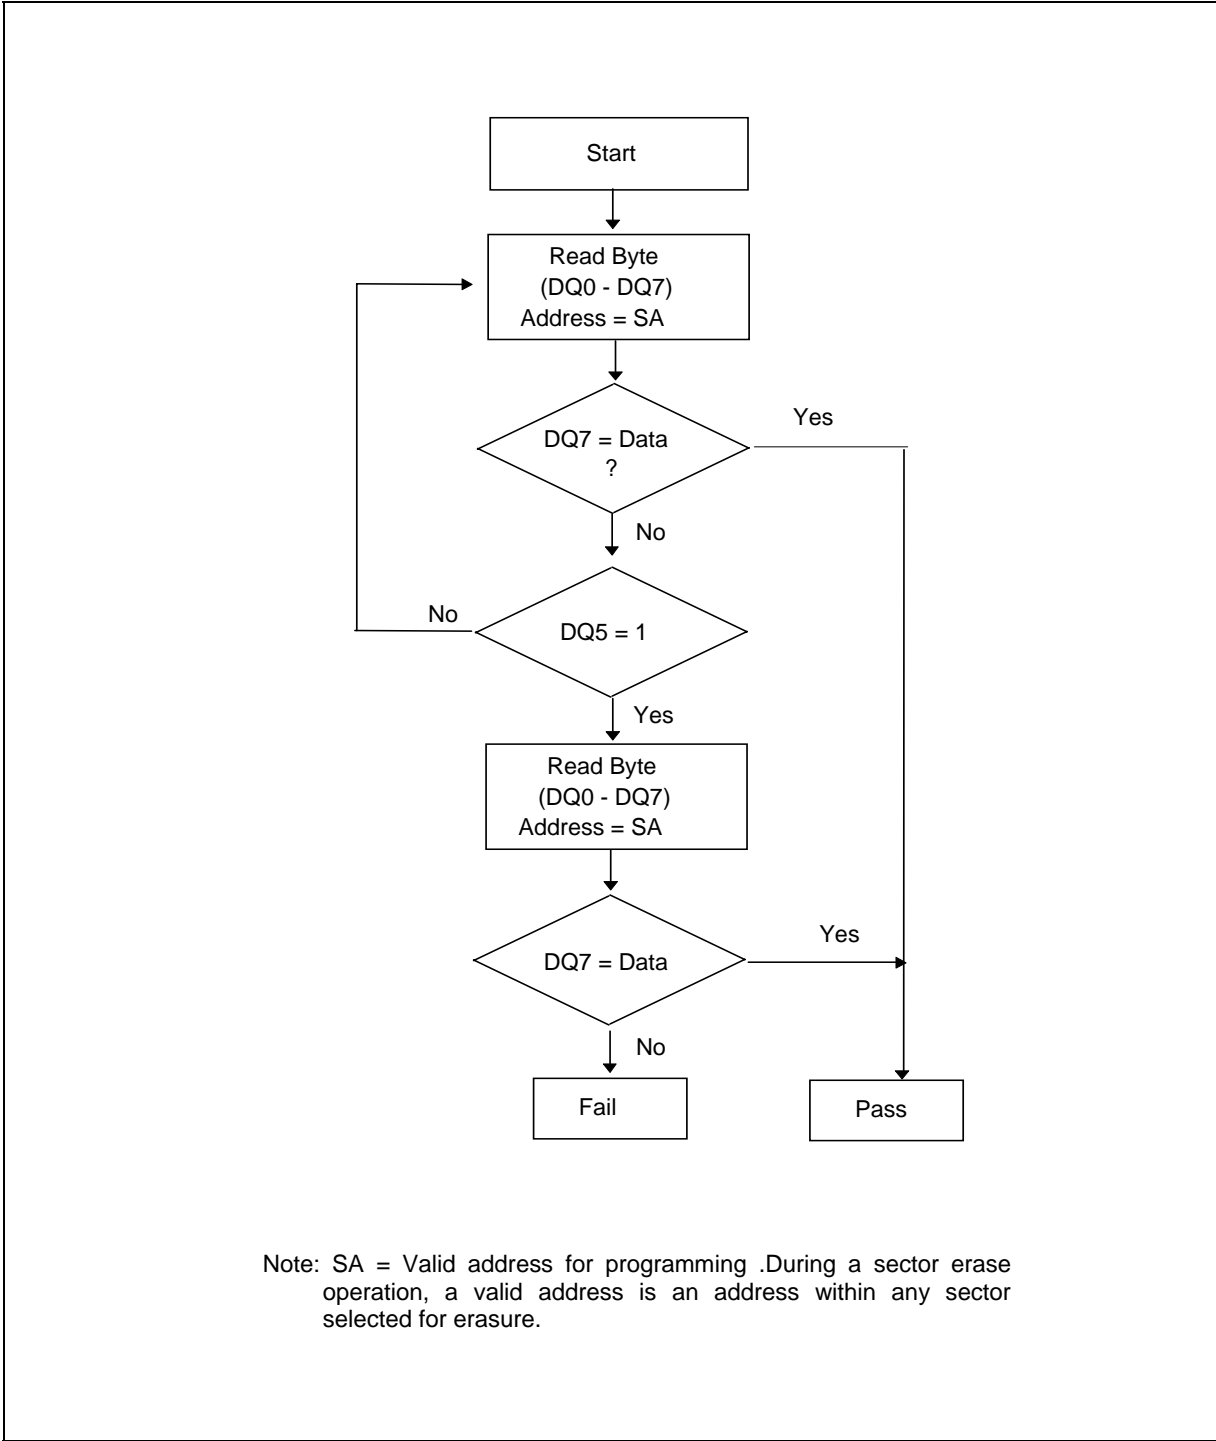 Start
Read Byte
(DQ0 - DQ7)
Address = SA
Yes
DQ7 = Data
?
No
No
DQ5 = 1
Yes
Read Byte
(DQ0 - DQ7)
Address = SA
Yes
DQ7 = Data
No
Fail
Pass
Note: SA = Valid address for programming .During a sector erase
operation, a valid address is an address within any sector
selected for erasure.